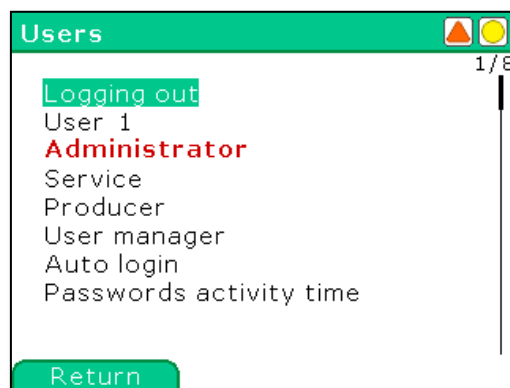 Users
1/8
Logging out
User 1
Administrator
Service
Producer
User manager
Auto login
Passwords activity time
Return